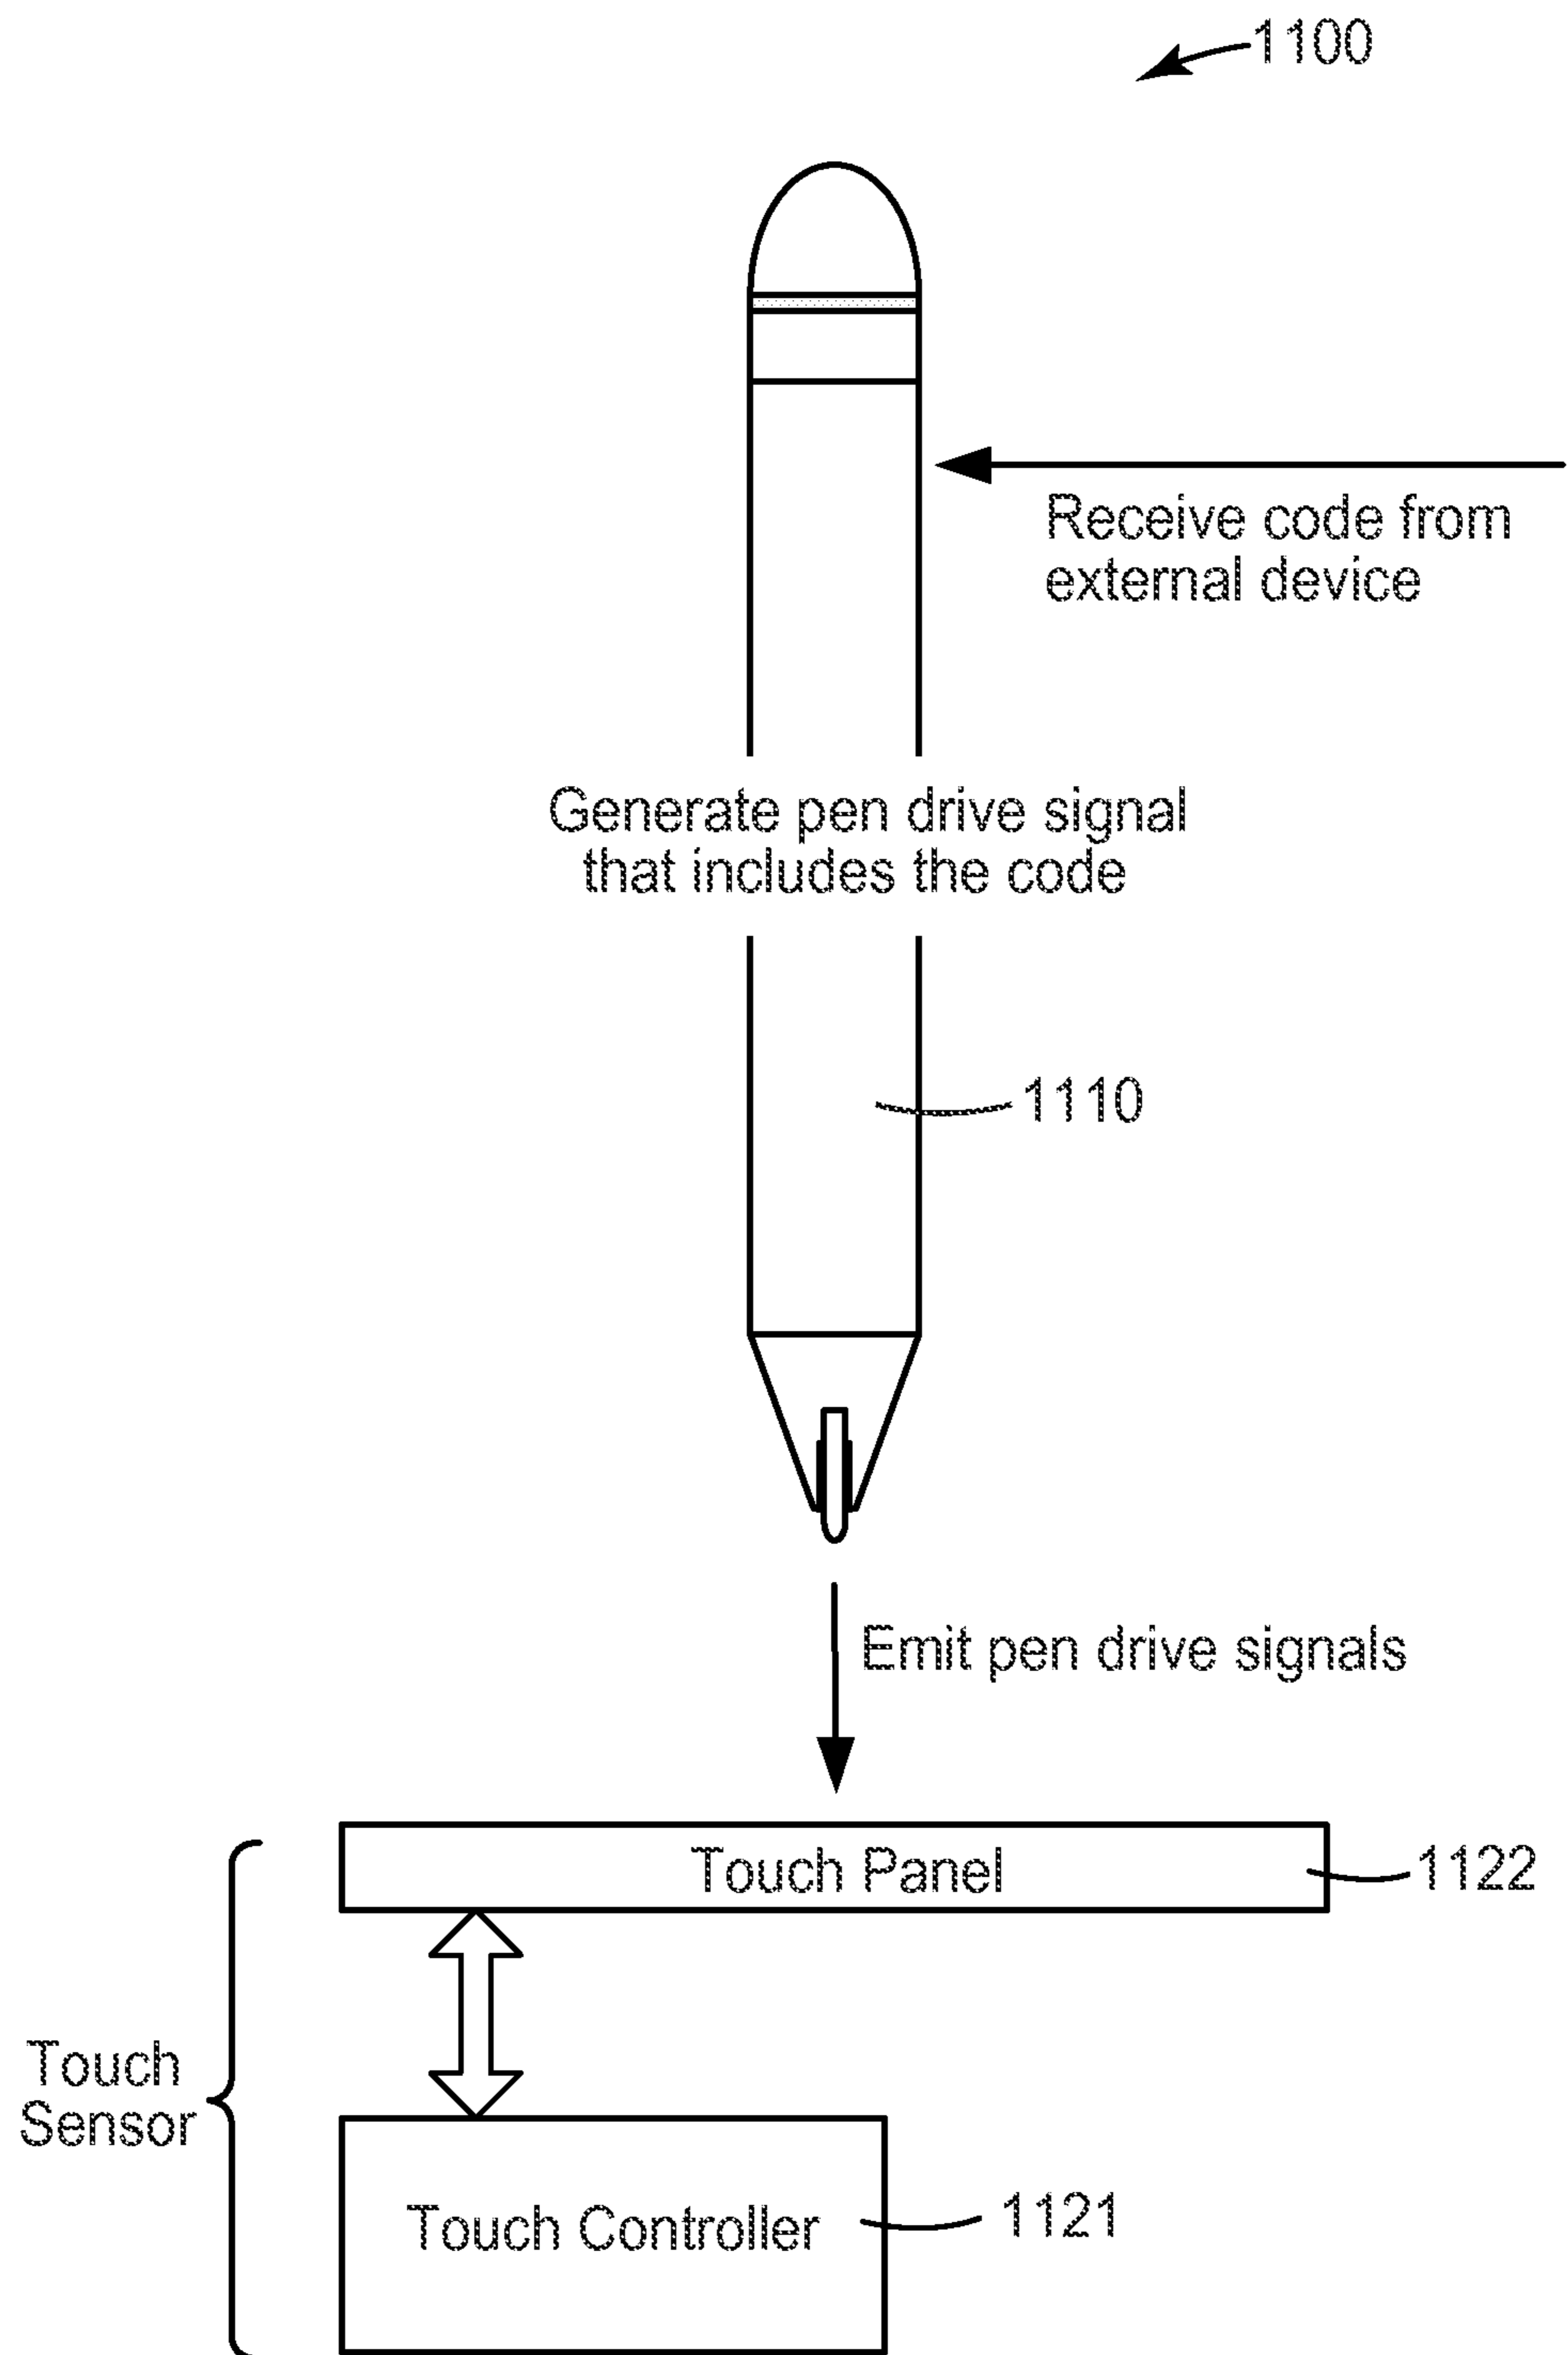 1100
Receive code from
external device
Generate pen drive signal
that includes the code
1110
Emit pen drive signals
Touch Panel
1122
Touch
Sensor
Touch Controller
1121